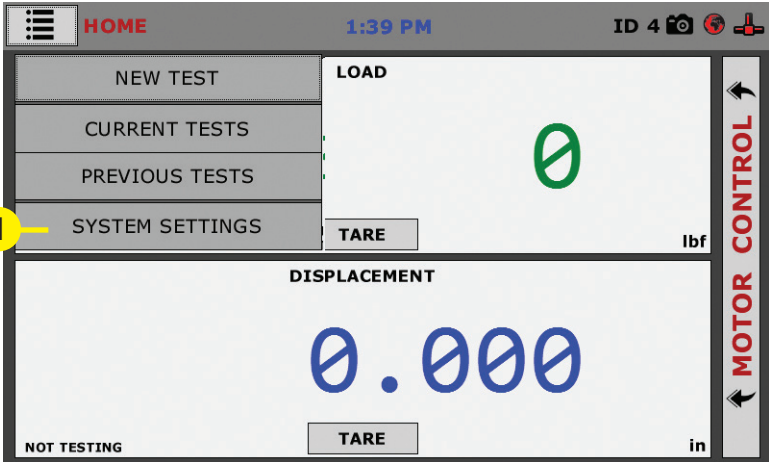 HOME
1:39 PM
ID 4
NEW TEST
CURRENT TESTS
PREVIOUS TESTS
SYSTEM SETTINGS
LOAD
0
TARE
lbf
DISPLACEMENT
0.000
TARE
NOT TESTING
in
MOTOR CONTROL